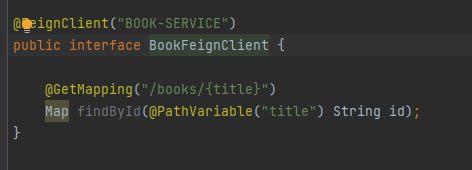 @FeignClient("BOOK-SERVICE")
public interface BookFeignClient {
@GetMapping("/books/{title}")
Map findById(@PathVariable("title") String id);
}